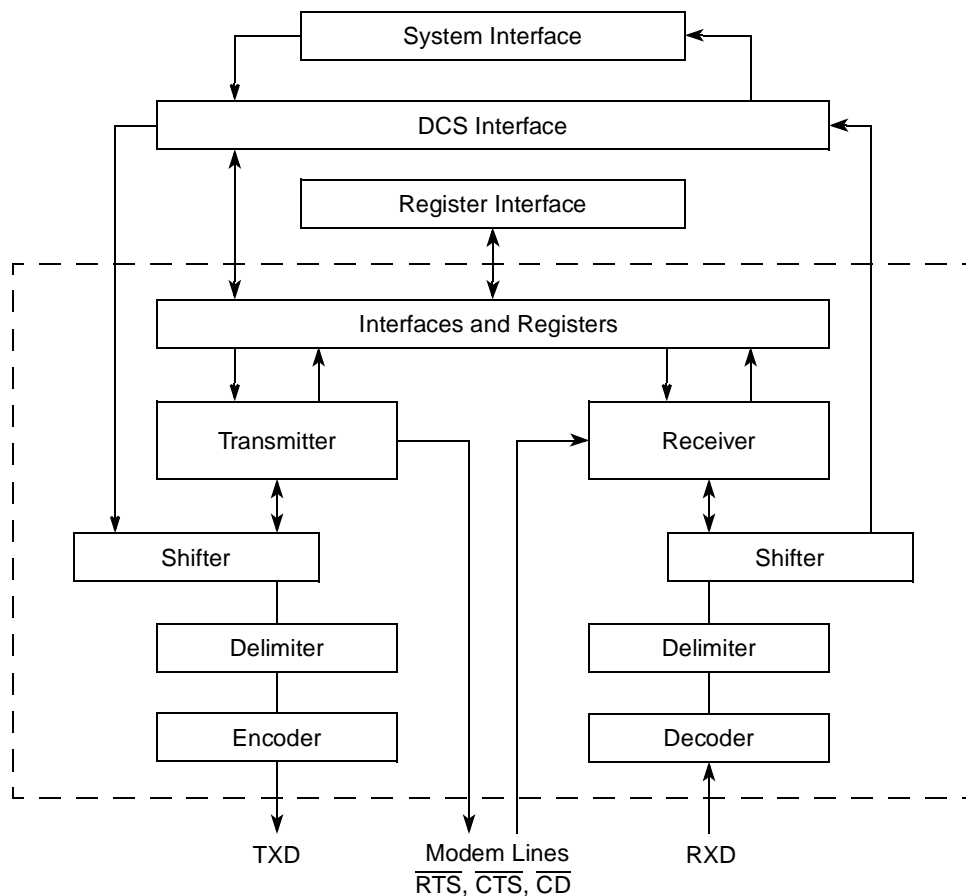 System Interface
DCS Interface
Register Interface
Interfaces and Registers
Transmitter
Receiver
Shifter
Shifter
Delimiter
Delimiter
Encoder
Decoder
TXD
Modem Lines
RTS, CTS, CD
RXD